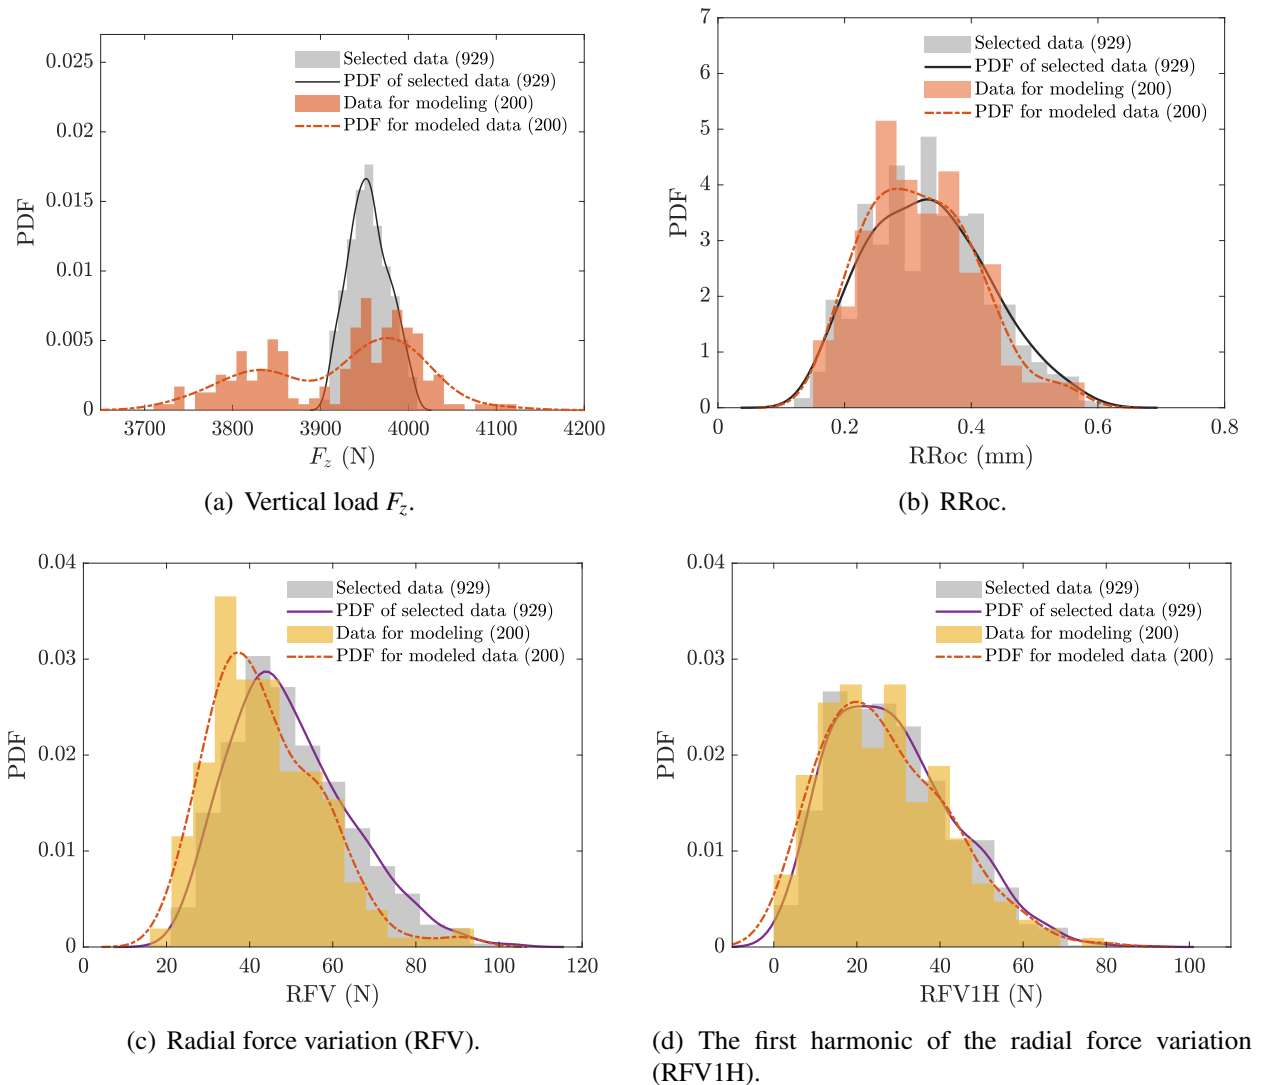 0.025
0.02
0.015
0.01
0.005
0
PDF
3700 3800 3900 4000 4100 4200
F_z (N)
Selected data (929)
PDF of selected data (929)
Data for modeling (200)
PDF for modeled data (200)
(a) Vertical load F_z.
7
6
5
4
3
2
1
0
PDF
0 0.2 0.4 0.6 0.8
RRoc (mm)
Selected data (929)
PDF of selected data (929)
Data for modeling (200)
PDF for modeled data (200)
(b) RRoc.
0.04
0.03
0.02
0.01
0
PDF
0 20 40 60 80 100 120
RFV (N)
Selected data (929)
PDF of selected data (929)
Data for modeling (200)
PDF for modeled data (200)
(c) Radial force variation (RFV).
0.04
0.03
0.02
0.01
0
PDF
0 20 40 60 80 100
RFV1H (N)
Selected data (929)
PDF of selected data (929)
Data for modeling (200)
PDF for modeled data (200)
(d) The first harmonic of the radial force variation
(RFV1H).